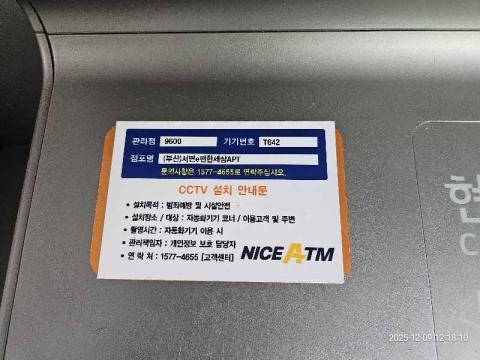 관리점 9600 기기번호 T642
점포명 (부산)서면e편한세상APT
문의사항은 1577-4655로 연락주십시오.
CCTV 설치 안내문
• 설치목적 : 범죄예방 및 시설안전
• 설치장소 / 대상 : 자동화기기 코너 / 이용고객 및 주변
• 촬영시간 : 자동화기기 이용 시
• 관리책임자 : 개인정보 보호 담당자
• 연 락 처 : 1577-4655 [고객센터]
NICE ATM
현
C
2025-12-09 12:18:10